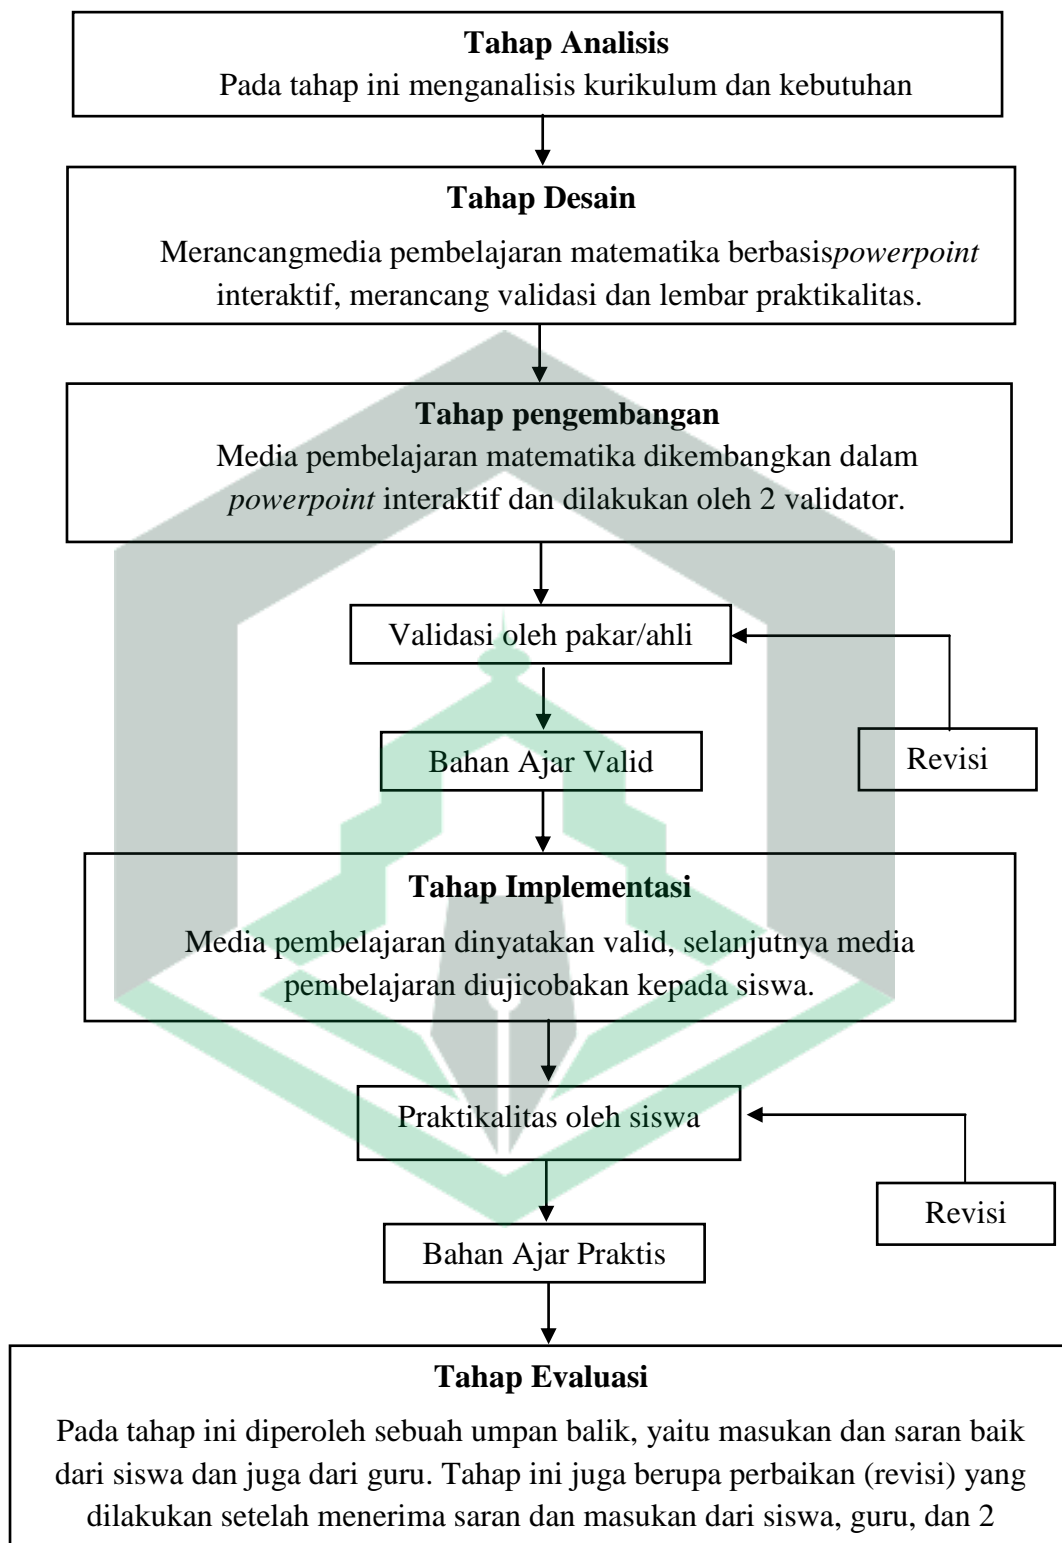 Tahap Analisis
Pada tahap ini menganalisis kurikulum dan kebutuhan
Tahap Desain
Merancangmedia pembelajaran matematika berbasispowerpoint
interaktif, merancang validasi dan lembar praktikalitas.
Tahap pengembangan
Media pembelajaran matematika dikembangkan dalam
powerpoint interaktif dan dilakukan oleh 2 validator.
Validasi oleh pakar/ahli
Bahan Ajar Valid
Revisi
Tahap Implementasi
Media pembelajaran dinyatakan valid, selanjutnya media
pembelajaran diujicobakan kepada siswa.
Praktikalitas oleh siswa
Revisi
Bahan Ajar Praktis
Tahap Evaluasi
Pada tahap ini diperoleh sebuah umpan balik, yaitu masukan dan saran baik
dari siswa dan juga dari guru. Tahap ini juga berupa perbaikan (revisi) yang
dilakukan setelah menerima saran dan masukan dari siswa, guru, dan 2